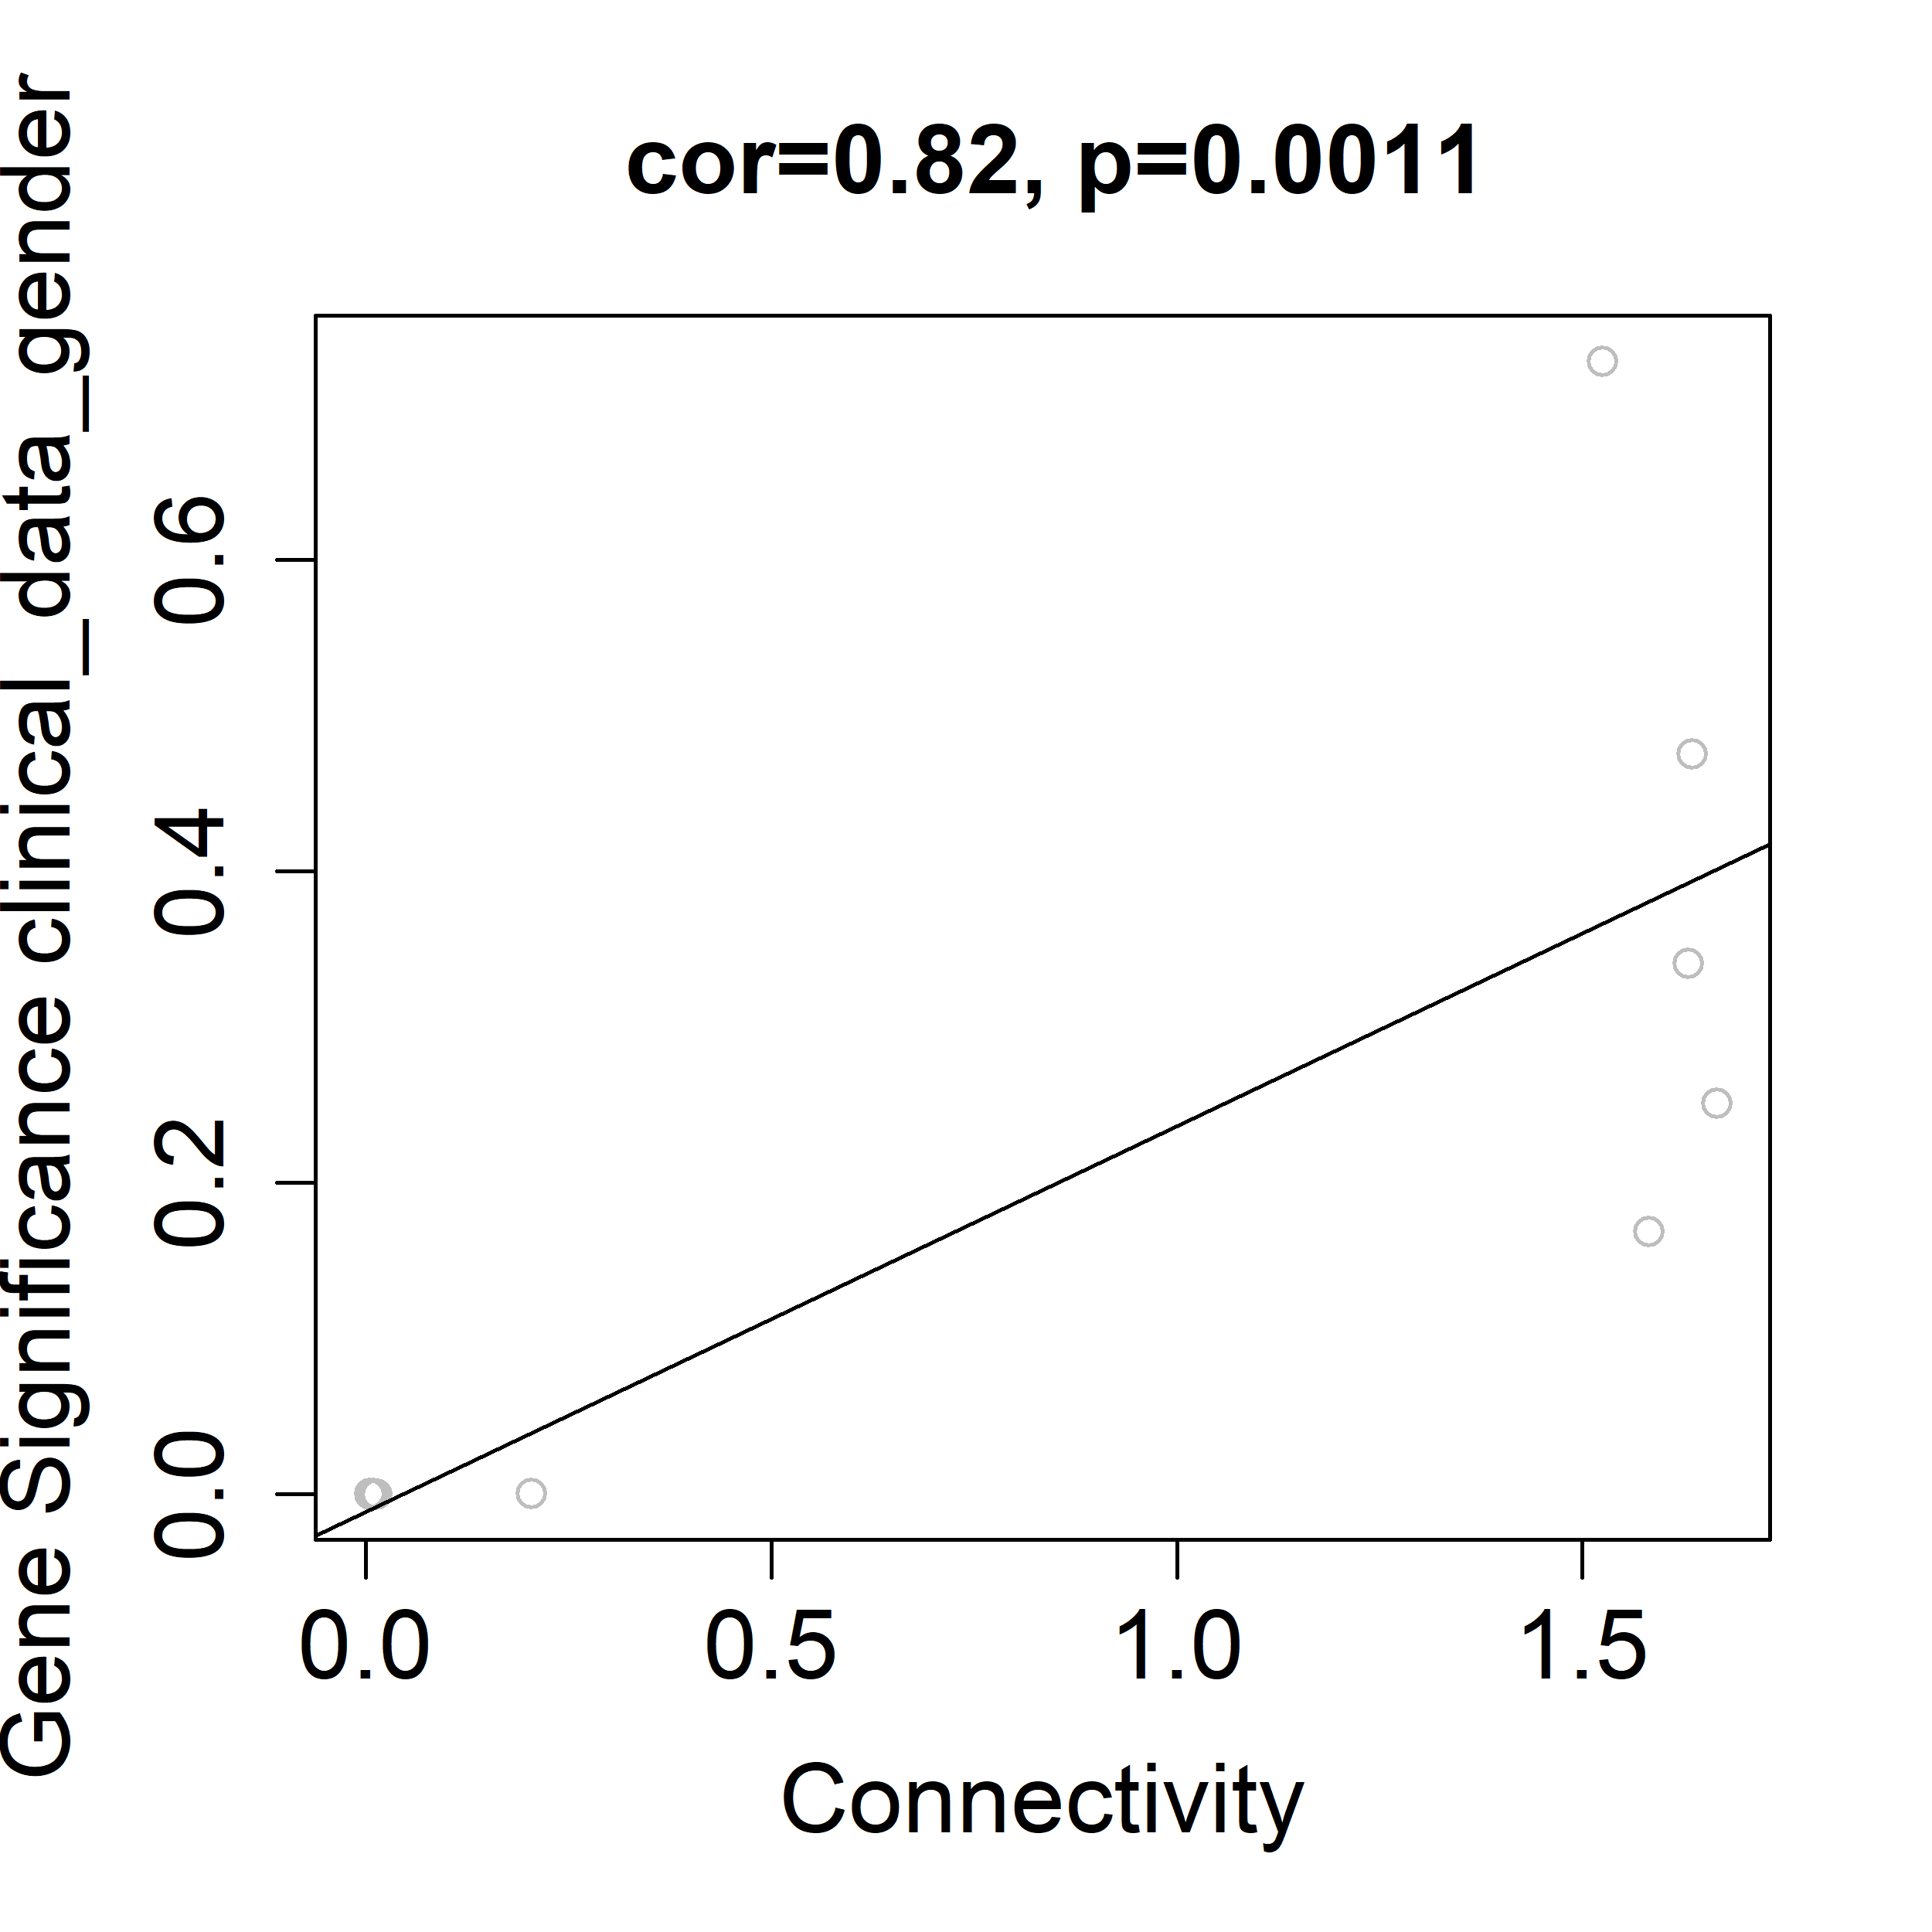 cor=0.82, p=0.0011
Gene Significance clinical_data_gender
0.6
0.4
0.2
0.0
0.0 0.5 1.0 1.5
Connectivity